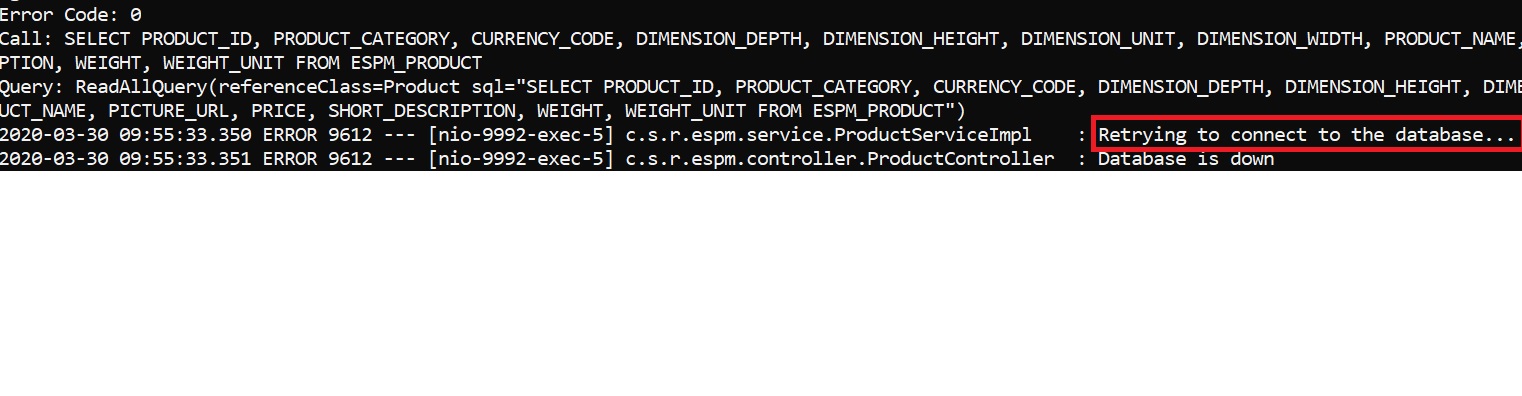 Error Code: 0
Call: SELECT PRODUCT_ID, PRODUCT_CATEGORY, CURRENCY_CODE, DIMENSION_DEPTH, DIMENSION_HEIGHT, DIMENSION_UNIT, DIMENSION_WIDTH, PRODUCT_NAME,
PTION, WEIGHT, WEIGHT_UNIT FROM ESPM_PRODUCT
Query: ReadAllQuery(referenceClass=Product sql="SELECT PRODUCT_ID, PRODUCT_CATEGORY, CURRENCY_CODE, DIMENSION_DEPTH, DIMENSION_HEIGHT, DIME
UCT_NAME, PICTURE_URL, PRICE, SHORT_DESCRIPTION, WEIGHT, WEIGHT_UNIT FROM ESPM_PRODUCT")
2020-03-30 09:55:33.350 ERROR 9612 --- [nio-9992-exec-5] c.s.r.espm.service.ProductServiceImpl    : Retrying to connect to the database...
2020-03-30 09:55:33.351 ERROR 9612 --- [nio-9992-exec-5] c.s.r.espm.controller.ProductController  : Database is down